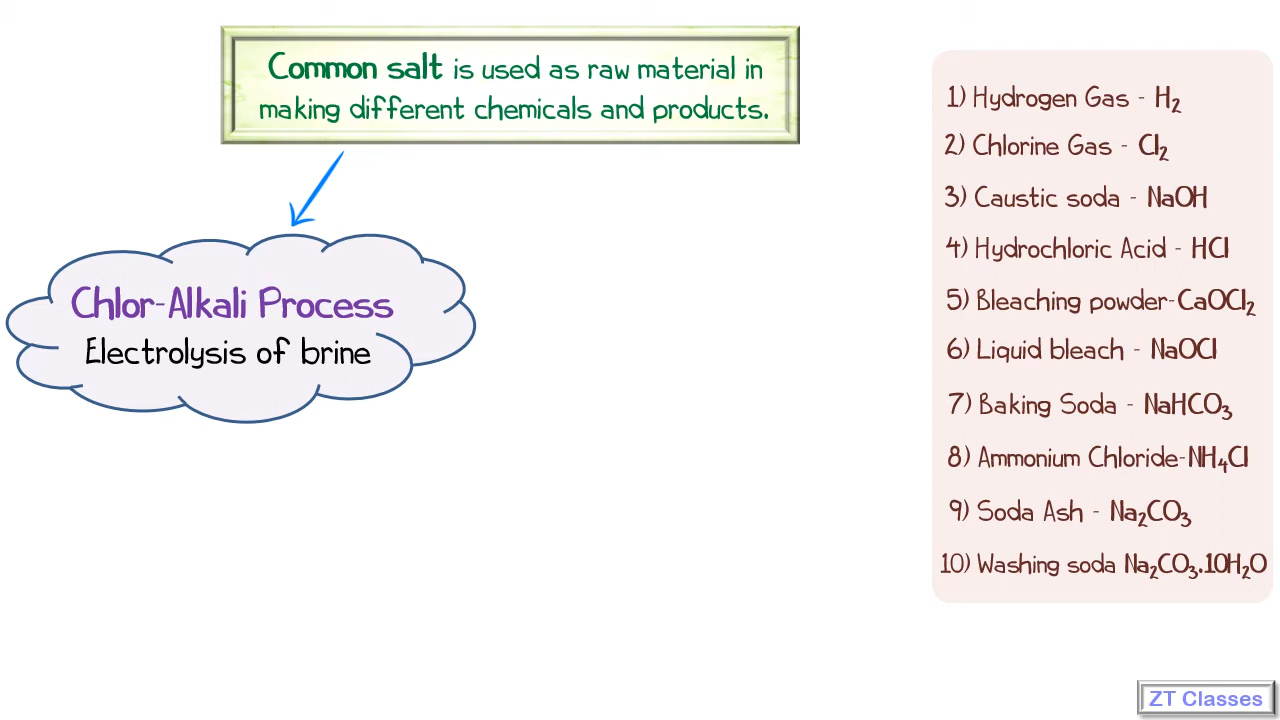 Common salt is used as raw material in
making different chemicals and products.
Chlor-Alkali Process
Electrolysis of brine
1) Hydrogen Gas - H₂
2) Chlorine Gas - Cl₂
3) Caustic soda - NaOH
4) Hydrochloric Acid - HCl
5) Bleaching powder-CaOCl₂
6) Liquid bleach - NaOCl
7) Baking Soda - NaHCO₃
8) Ammonium Chloride-NH₄Cl
9) Soda Ash - Na₂CO₃
10) Washing soda Na₂CO₃.10H₂O
ZT Classes